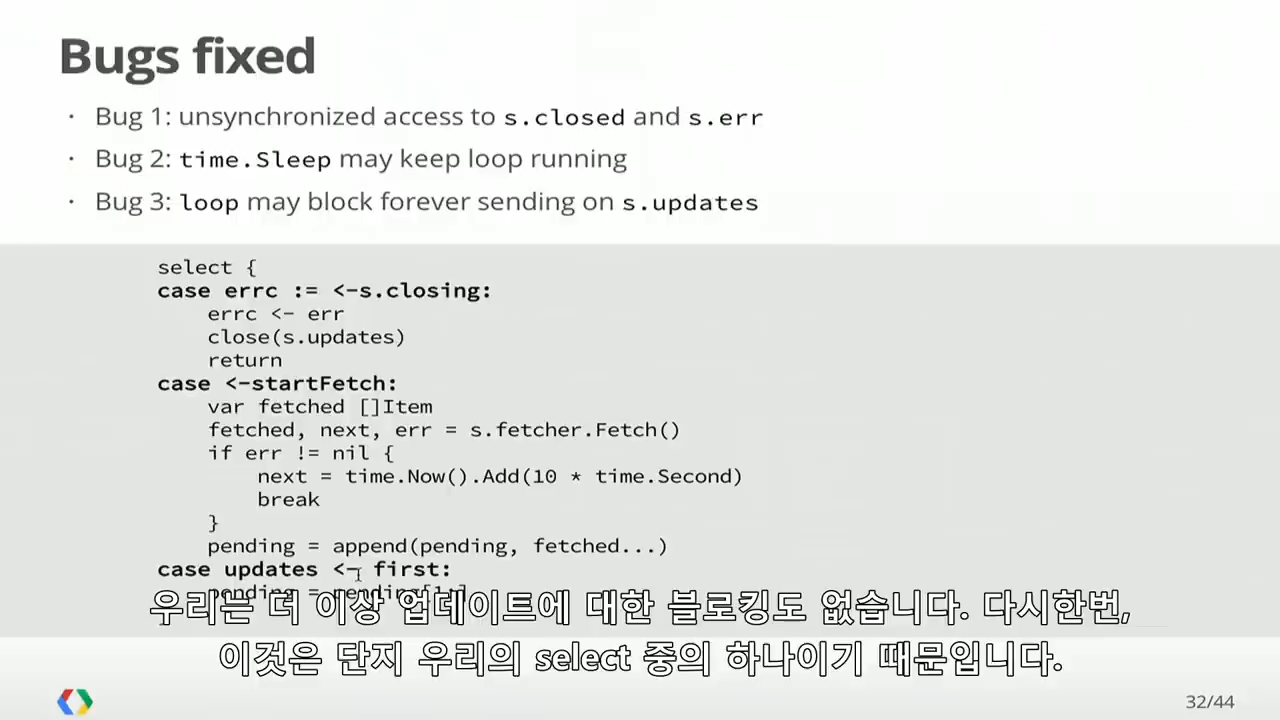 Bugs fixed
· Bug 1: unsynchronized access to s.closed and s.err
· Bug 2: time.Sleep may keep loop running
· Bug 3: loop may block forever sending on s.updates
select {
case errc := <-s.closing:
errc <- err
close(s.updates)
return
case <-startFetch:
var fetched []Item
fetched, next, err = s.fetcher.Fetch()
if err != nil {
next = time.Now().Add(10 * time.Second)
break
}
pending = append(pending, fetched...)
case updates <- first:
pending = pending[1:]
우리는 더 이상 업데이트에 대한 블로킹도 없습니다. 다시한번,
이것은 단지 우리의 select 중의 하나이기 때문입니다.
32/44